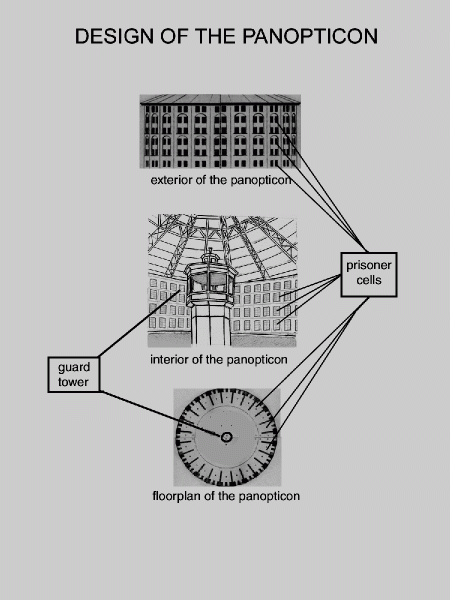 DESIGN OF THE PANOPTICON
exterior of the panopticon
prisoner
cells
interior of the panopticon
guard
tower
floorplan of the panopticon